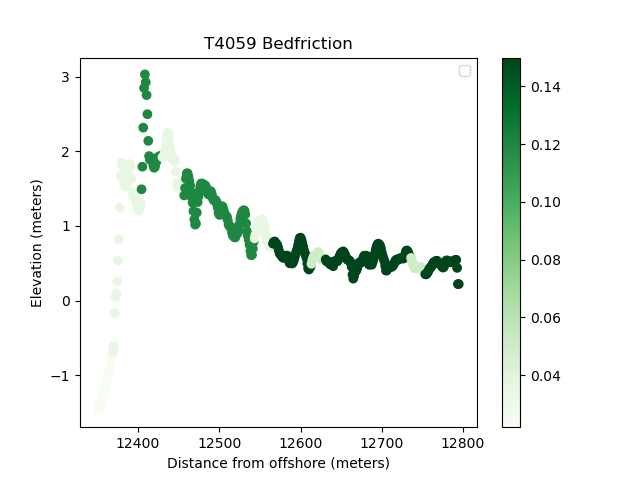 T4059 Bedfriction
Elevation (meters)
3
2
1
0
−1
12400 12500 12600 12700 12800
Distance from offshore (meters)
0.14
0.12
0.10
0.08
0.06
0.04